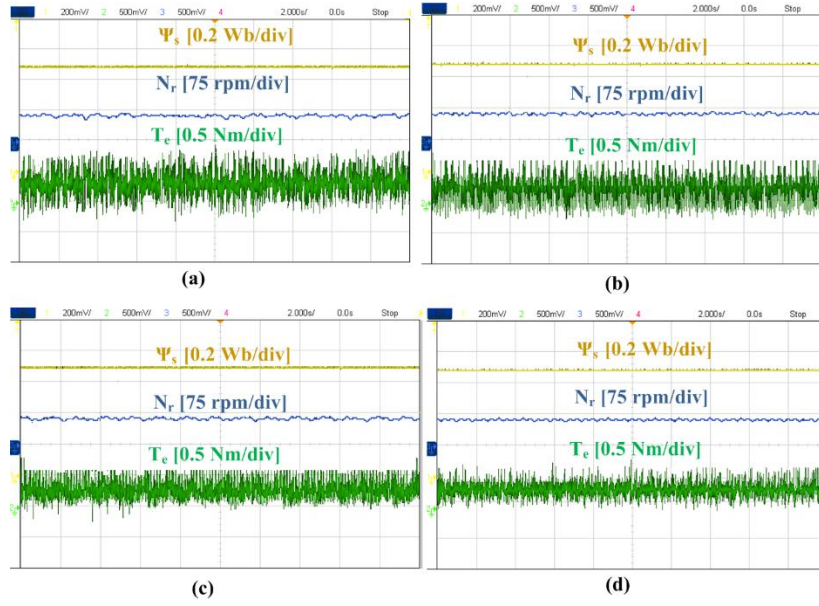 1 200mV/ 2 500mV/ 3 500mV/ 4 2.000s/ 0.0s Stop
Ψs [0.2 Wb/div]
Nr [75 rpm/div]
Te [0.5 Nm/div]
(a)
1 200mV/ 2 500mV/ 3 500mV/ 4 2.000s/ 0.0s Stop
Ψs [0.2 Wb/div]
Nr [75 rpm/div]
Te [0.5 Nm/div]
(b)
1 200mV/ 2 500mV/ 3 500mV/ 4 2.000s/ 0.0s Stop
Ψs [0.2 Wb/div]
Nr [75 rpm/div]
Te [0.5 Nm/div]
(c)
1 200mV/ 2 500mV/ 3 500mV/ 4 2.000s/ 0.0s Stop
Ψs [0.2 Wb/div]
Nr [75 rpm/div]
Te [0.5 Nm/div]
(d)